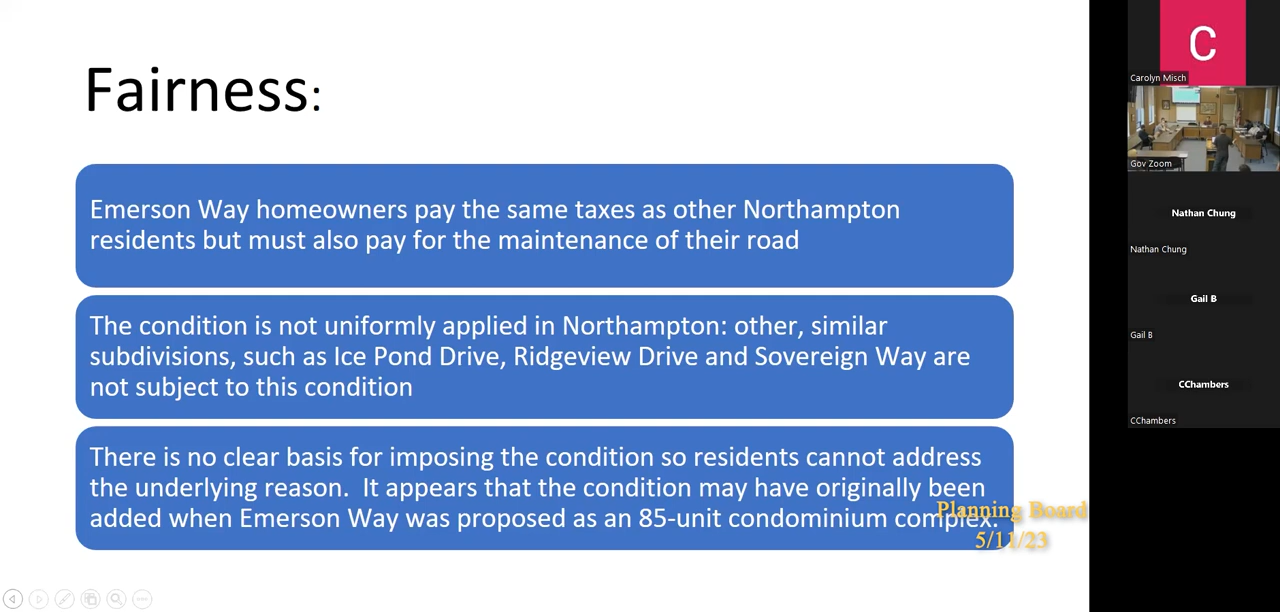 Fairness:
Emerson Way homeowners pay the same taxes as other Northampton
residents but must also pay for the maintenance of their road
The condition is not uniformly applied in Northampton: other, similar
subdivisions, such as Ice Pond Drive, Ridgeview Drive and Sovereign Way are
not subject to this condition
There is no clear basis for imposing the condition so residents cannot address
the underlying reason.  It appears that the condition may have originally been
added when Emerson Way was proposed as an 85-unit condominium complex.
Planning Board
5/11/23
C
Carolyn Misch
Gov Zoom
Nathan Chung
Nathan Chung
Gail B
Gail B
CChambers
CChambers